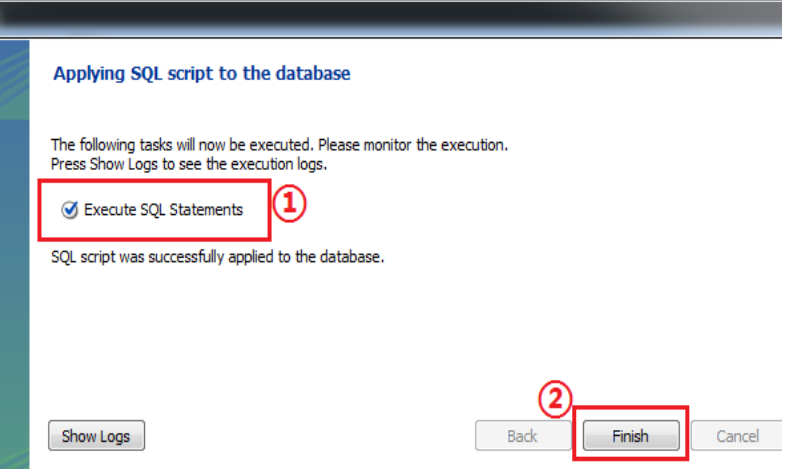 Applying SQL script to the database
The following tasks will now be executed. Please monitor the execution.
Press Show Logs to see the execution logs.
Execute SQL Statements
①
SQL script was successfully applied to the database.
②
Show Logs
Back
Finish
Cancel